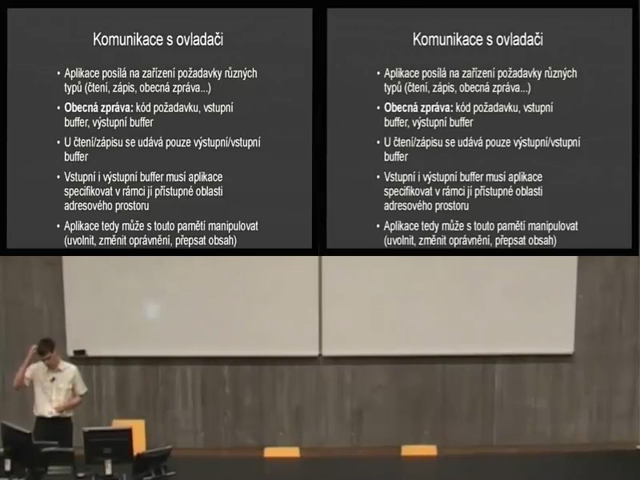 Komunikace s ovladači
• Aplikace posílá na zařízení požadavky různých
typů (čtení, zápis, obecná zpráva...)
• Obecná zpráva: kód požadavku, vstupní
buffer, výstupní buffer
• U čtení/zápisu se udává pouze výstupní/vstupní
buffer
• Vstupní i výstupní buffer musí aplikace
specifikovat v rámci jí přístupné oblasti
adresového prostoru
• Aplikace tedy může s touto pamětí manipulovat
(uvolnit, změnit oprávnění, přepsat obsah)
Komunikace s ovladači
• Aplikace posílá na zařízení požadavky různých
typů (čtení, zápis, obecná zpráva...)
• Obecná zpráva: kód požadavku, vstupní
buffer, výstupní buffer
• U čtení/zápisu se udává pouze výstupní/vstupní
buffer
• Vstupní i výstupní buffer musí aplikace
specifikovat v rámci jí přístupné oblasti
adresového prostoru
• Aplikace tedy může s touto pamětí manipulovat
(uvolnit, změnit oprávnění, přepsat obsah)